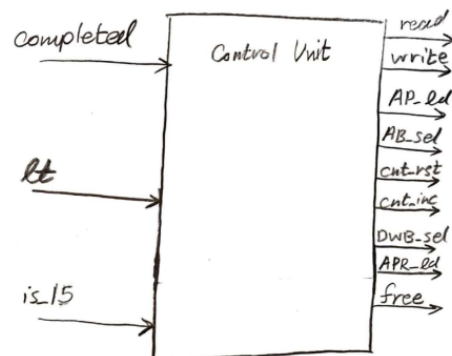 completed
lt
is_15
Control Unit
read
write
AP_ld
AB_sel
cnt_rst
cnt_inc
DWB_sel
APR_ld
free